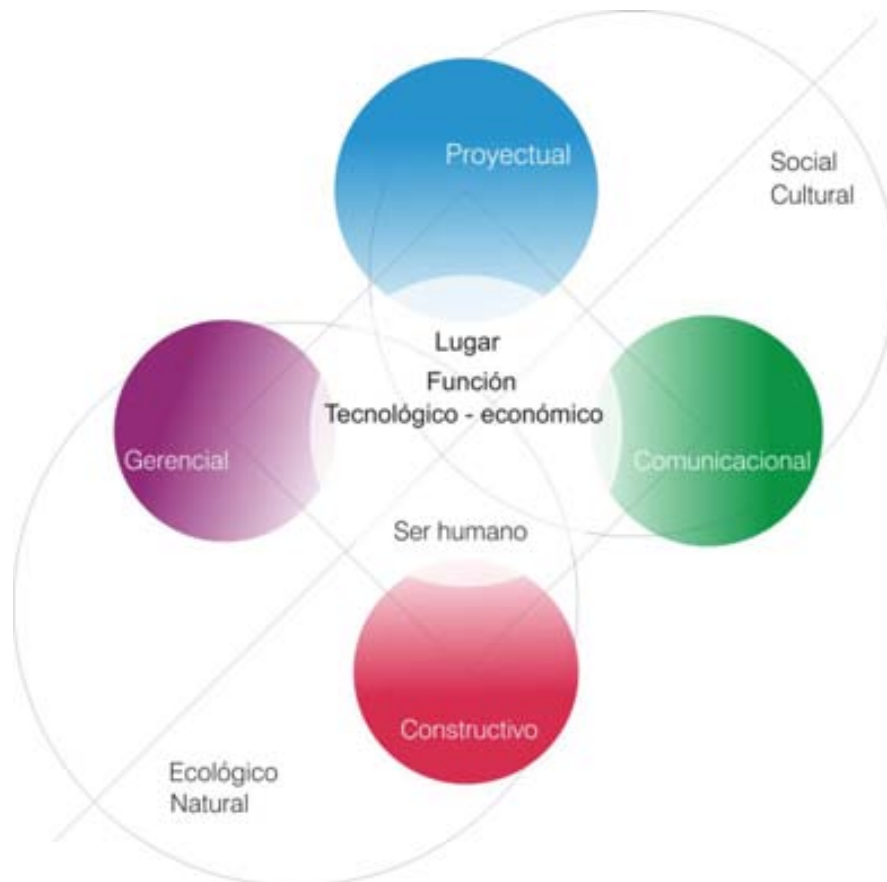 Proyectual
Social
Cultural
Lugar
Función
Tecnológico - económico
Gerencial
Comunicacional
Ser humano
Constructivo
Ecológico
Natural